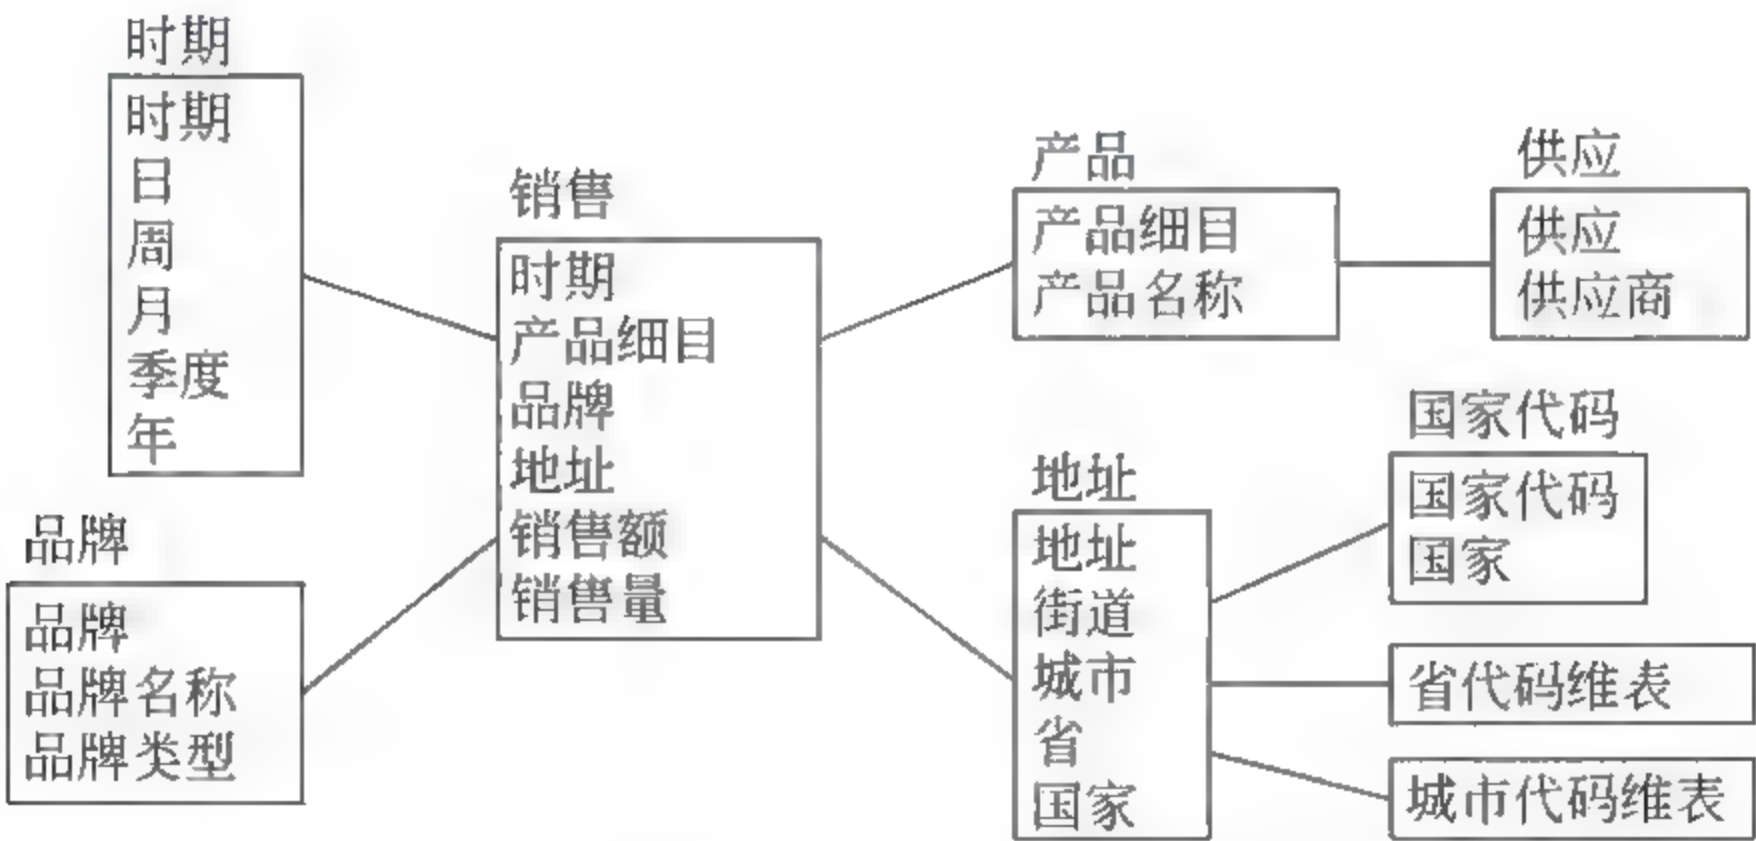 时期
时期
日
周
月
季度
年
品牌
品牌
品牌名称
品牌类型
销售
时期
产品细目
品牌
地址
销售额
销售量
产品
产品细目
产品名称
供应
供应
供应商
地址
地址
街道
城市
省
国家
国家代码
国家代码
国家
省代码维表
城市代码维表